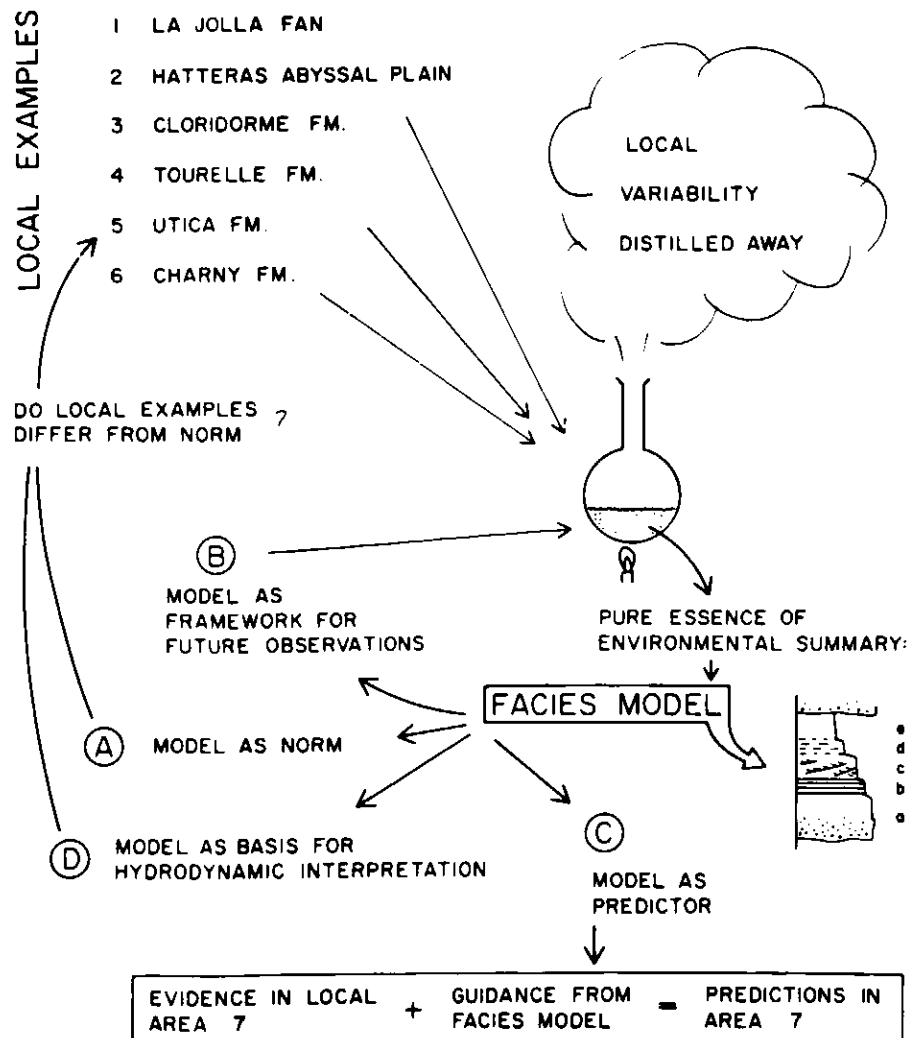 LOCAL EXAMPLES
1 LA JOLLA FAN
2 HATTERAS ABYSSAL PLAIN
3 CLORIDORME FM.
4 TOURELLE FM.
5 UTICA FM.
6 CHARNY FM.
LOCAL
VARIABILITY
DISTILLED AWAY
DO LOCAL EXAMPLES
DIFFER FROM NORM ?
B
MODEL AS
FRAMEWORK FOR
FUTURE OBSERVATIONS
PURE ESSENCE OF
ENVIRONMENTAL SUMMARY:
FACIES MODEL
e
d
c
b
a
A MODEL AS NORM
D MODEL AS BASIS FOR
HYDRODYNAMIC INTERPRETATION
C
MODEL AS
PREDICTOR
EVIDENCE IN LOCAL
AREA 7
+
GUIDANCE FROM
FACIES MODEL
=
PREDICTIONS IN
AREA 7